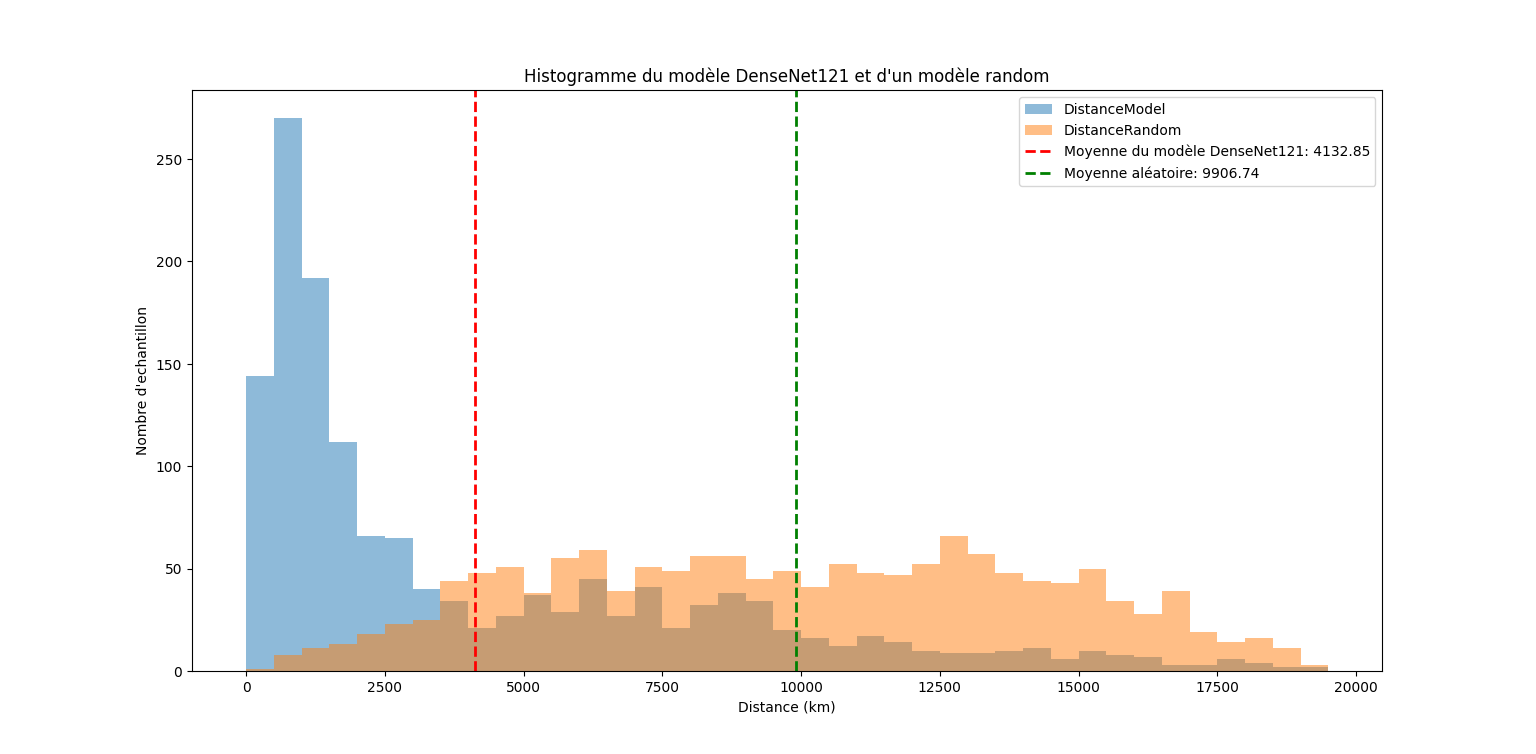 Histogramme du modèle DenseNet121 et d'un modèle random
DistanceModel
DistanceRandom
Moyenne du modèle DenseNet121: 4132.85
Moyenne aléatoire: 9906.74
Nombre d'echantillon
250
200
150
100
50
0
0 2500 5000 7500 10000 12500 15000 17500 20000
Distance (km)